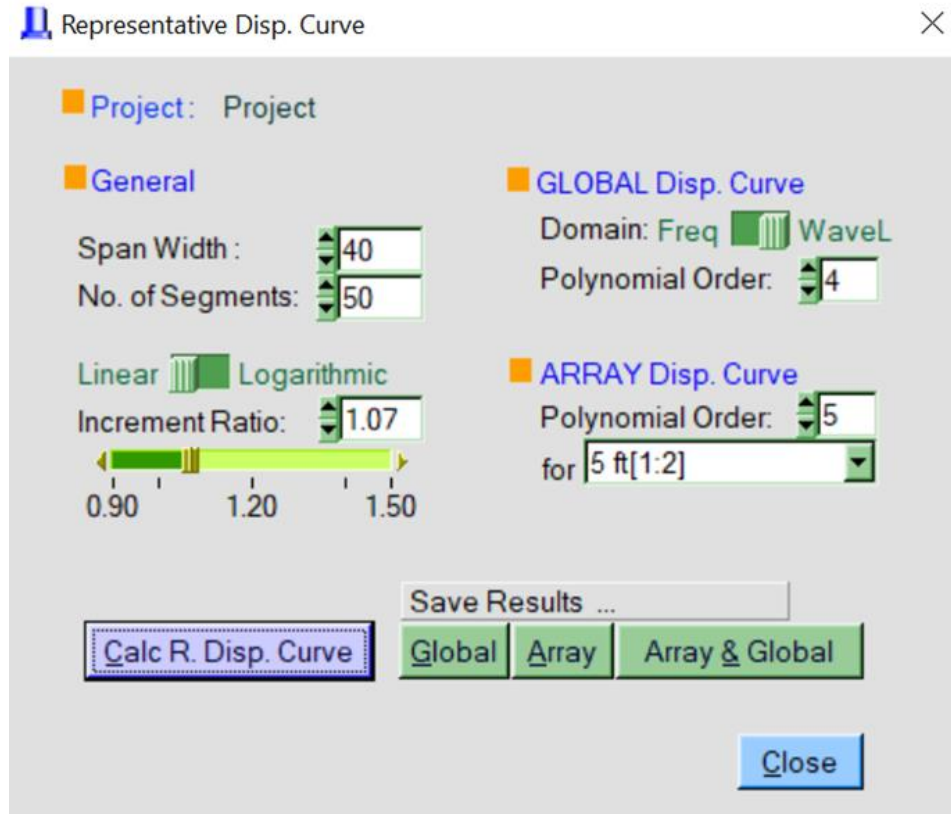 Representative Disp. Curve
Project: Project
General
Span Width : 40
No. of Segments: 50
Linear Logarithmic
Increment Ratio: 1.07
0.90 1.20 1.50
GLOBAL Disp. Curve
Domain: Freq WaveL
Polynomial Order: 4
ARRAY Disp. Curve
Polynomial Order: 5
for 5 ft[1:2]
Save Results ...
Calc R. Disp. Curve Global Array Array & Global
Close